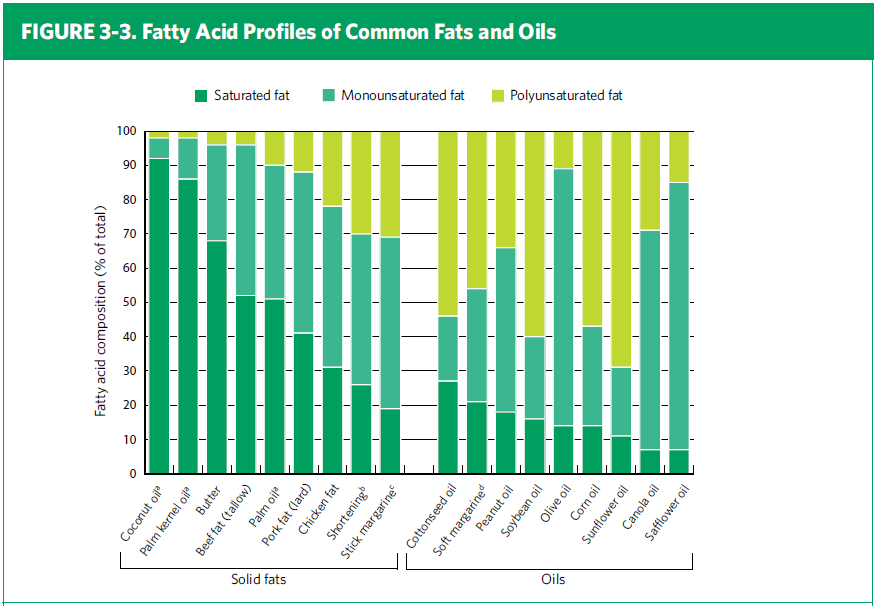 FIGURE 3-3. Fatty Acid Profiles of Common Fats and Oils
Saturated fat
Monounsaturated fat
Polyunsaturated fat
Fatty acid composition (% of total)
100
90
80
70
60
50
40
30
20
10
0
Coconut oilᵃ
Palm kernel oilᵃ
Butter
Beef fat (tallow)
Palm oilᵃ
Pork fat (lard)
Chicken fat
Shorteningᵇ
Stick margarineᶜ
Cottonseed oil
Soft margarineᵈ
Peanut oil
Soybean oil
Olive oil
Corn oil
Sunflower oil
Canola oil
Safflower oil
Solid fats
Oils